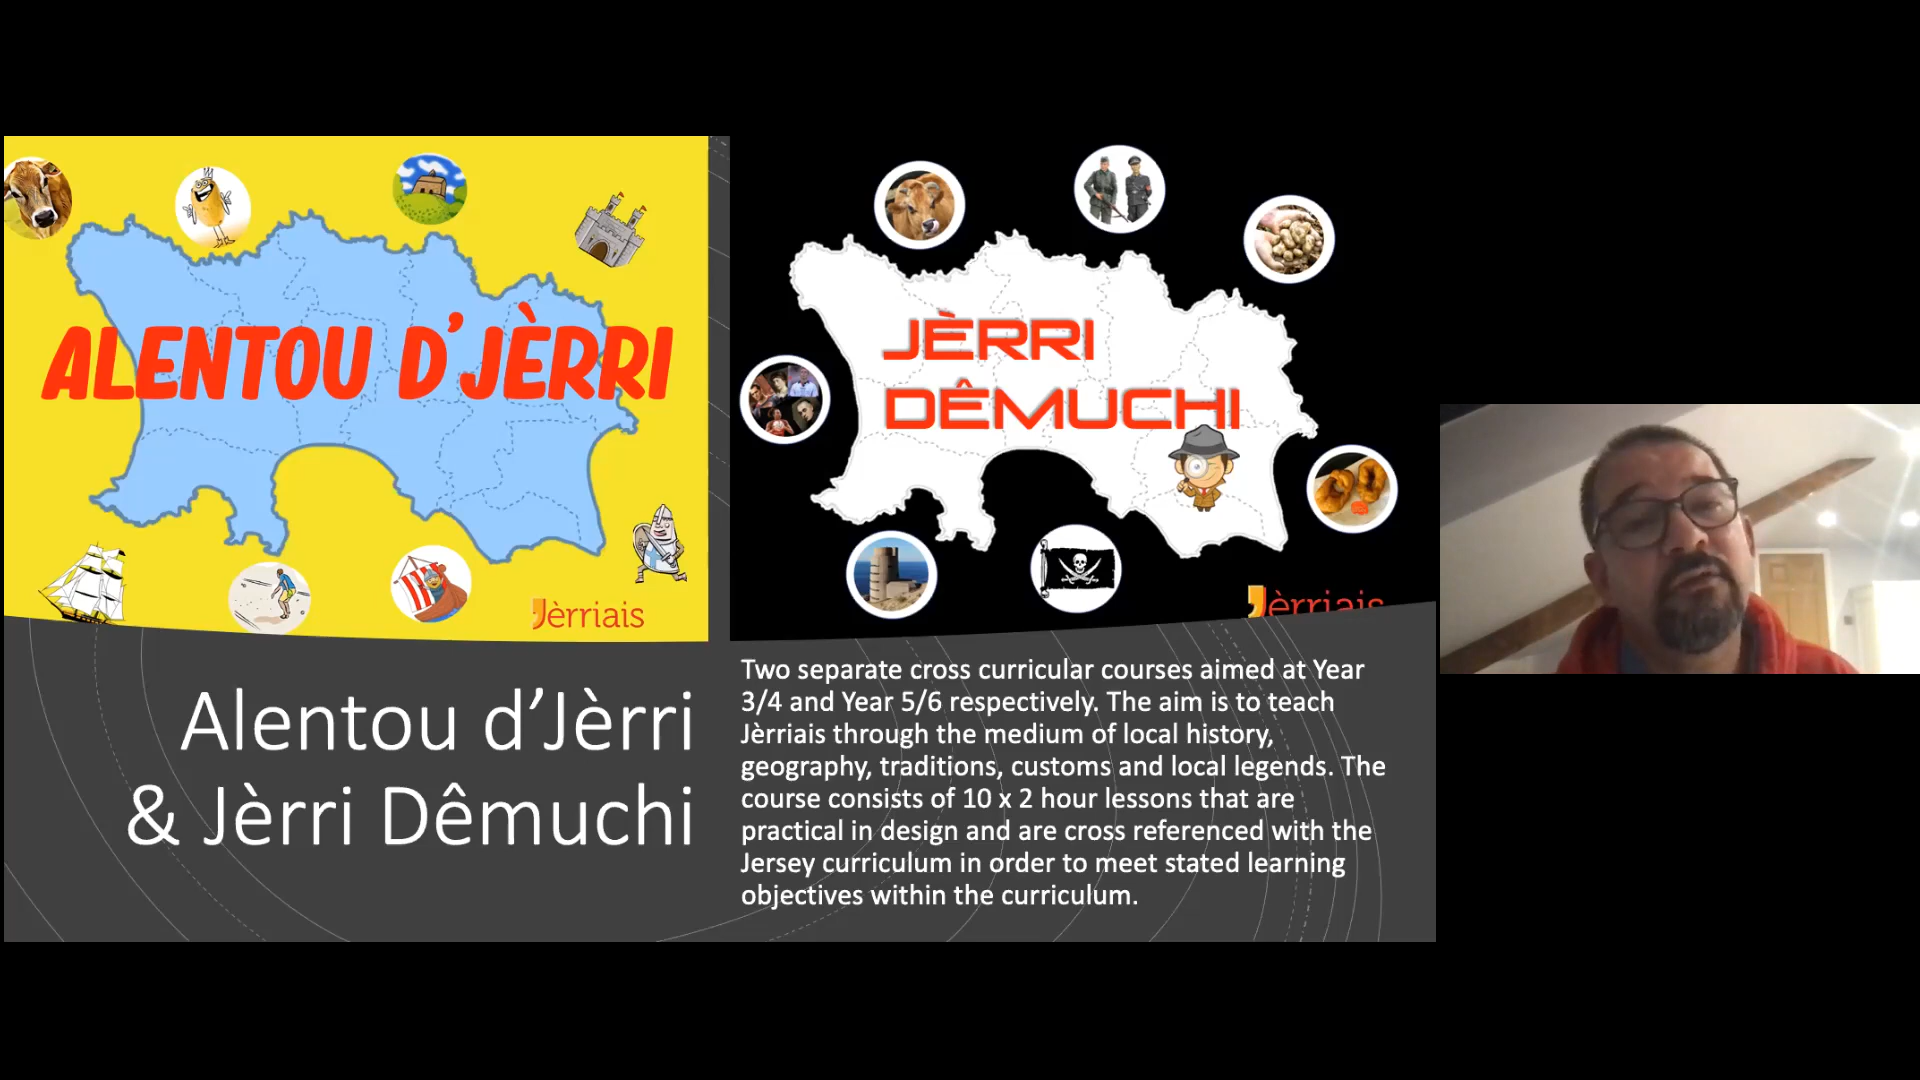 ALENTOU D'JÈRRI
Jèrriais
JÈRRI
DÊMUCHI
Jèrriais
Alentou d’Jèrri
& Jèrri Dêmuchi
Two separate cross curricular courses aimed at Year
3/4 and Year 5/6 respectively. The aim is to teach
Jèrriais through the medium of local history,
geography, traditions, customs and local legends. The
course consists of 10 x 2 hour lessons that are
practical in design and are cross referenced with the
Jersey curriculum in order to meet stated learning
objectives within the curriculum.